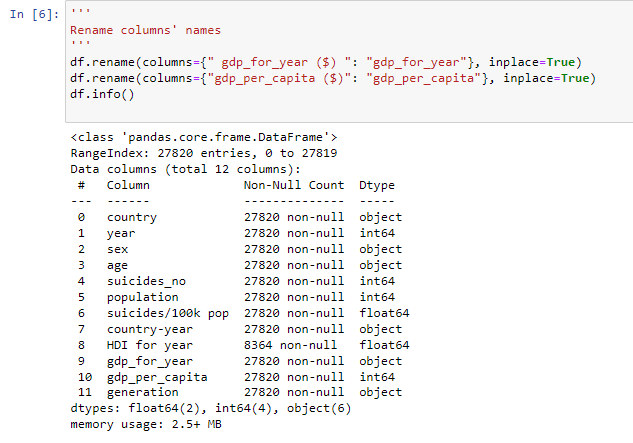 In [6]:
'''
Rename columns' names
'''
df.rename(columns={" gdp_for_year ($) ": "gdp_for_year"}, inplace=True)
df.rename(columns={"gdp_per_capita ($)": "gdp_per_capita"}, inplace=True)
df.info()
<class 'pandas.core.frame.DataFrame'>
RangeIndex: 27820 entries, 0 to 27819
Data columns (total 12 columns):
 #   Column             Non-Null Count  Dtype
---  ------             --------------  -----
 0   country            27820 non-null  object
 1   year               27820 non-null  int64
 2   sex                27820 non-null  object
 3   age                27820 non-null  object
 4   suicides_no        27820 non-null  int64
 5   population         27820 non-null  int64
 6   suicides/100k pop  27820 non-null  float64
 7   country-year       27820 non-null  object
 8   HDI for year       8364 non-null   float64
 9   gdp_for_year       27820 non-null  object
 10  gdp_per_capita     27820 non-null  int64
 11  generation         27820 non-null  object
dtypes: float64(2), int64(4), object(6)
memory usage: 2.5+ MB